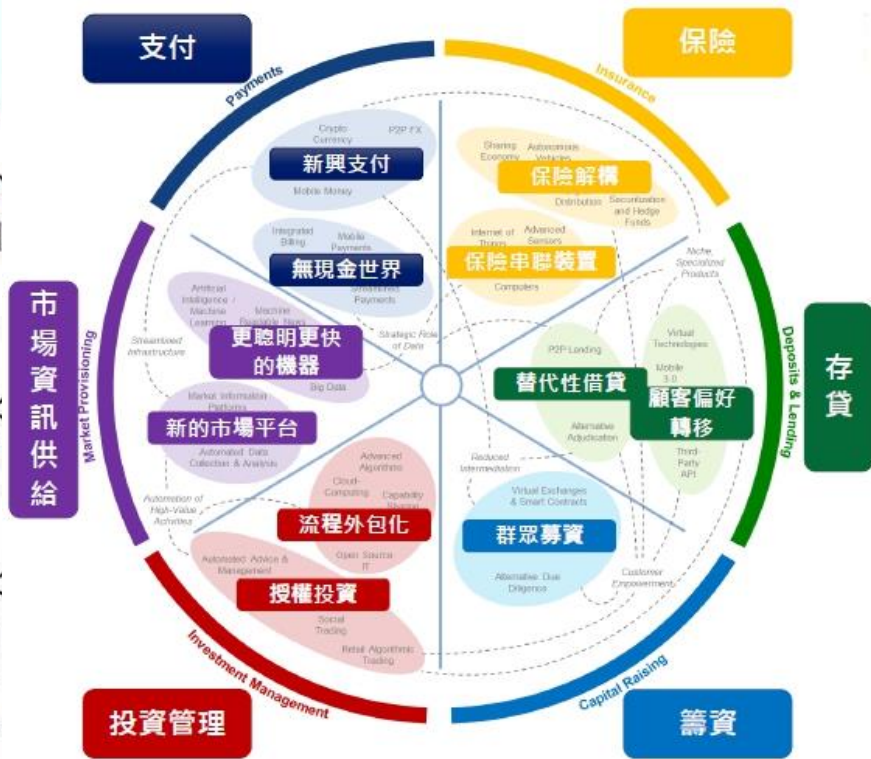 支付
Payments
Crypto
Currency
P2P FX
新興支付
Mobile Money
Integrated
Billing
Mobile
Payments
無現金世界
Streamlined
Payments
保險
Insurance
Sharing
Economy
Autonomous
Vehicles
保險解構
Distribution
Securitization
and Hedge
Funds
Internet of
Things
Advanced
Sensors
保險串聯裝置
Computers
市場資訊供給
Market Provisioning
Artificial
Intelligence /
Machine
Learning
Machine
Readable News
更聰明更快
的機器
Big Data
Streamlined
Infrastructure
Strategic Role
of Data
Market Information
Platforms
新的市場平台
Automated Data
Collection & Analysis
Automation of
High-Value
Activities
存貸
Deposits & Lending
Niche,
Specialized
Products
P2P Lending
替代性借貸
Alternative
Adjudication
Virtual
Technologies
Mobile
3.0
顧客偏好
轉移
Third-
Party
API
Reduced
Intermediation
投資管理
Investment Management
Advanced
Algorithms
Cloud-
Computing
Capability
Sharing
流程外包化
Open Source
IT
Automated Advice &
Management
授權投資
Social
Trading
Retail Algorithmic
Trading
籌資
Capital Raising
Virtual Exchanges
& Smart Contracts
群眾募資
Alternative Due
Diligence
Customer
Empowerment